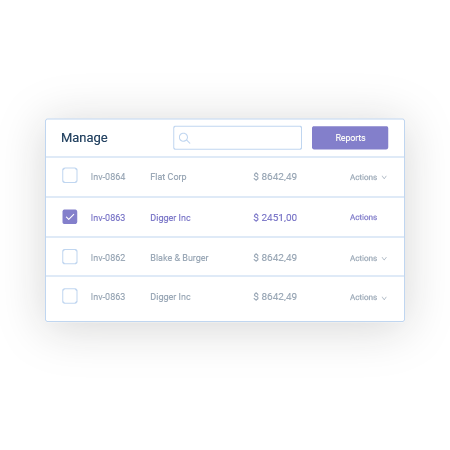 Manage Reports
Inv-0864 Flat Corp $ 8642,49 Actions
Inv-0863 Digger Inc $ 2451,00 Actions
Inv-0862 Blake & Burger $ 8642,49 Actions
Inv-0863 Digger Inc $ 8642,49 Actions